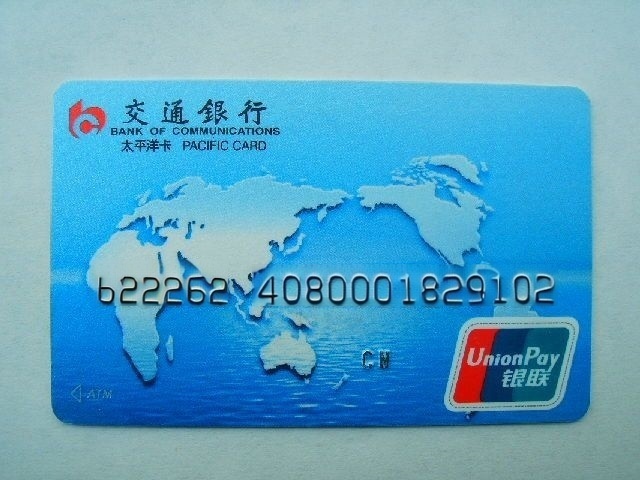 交通銀行
BANK OF COMMUNICATIONS
太平洋卡 PACIFIC CARD
622262 4080001829102
CN
UnionPay
银联
ATM